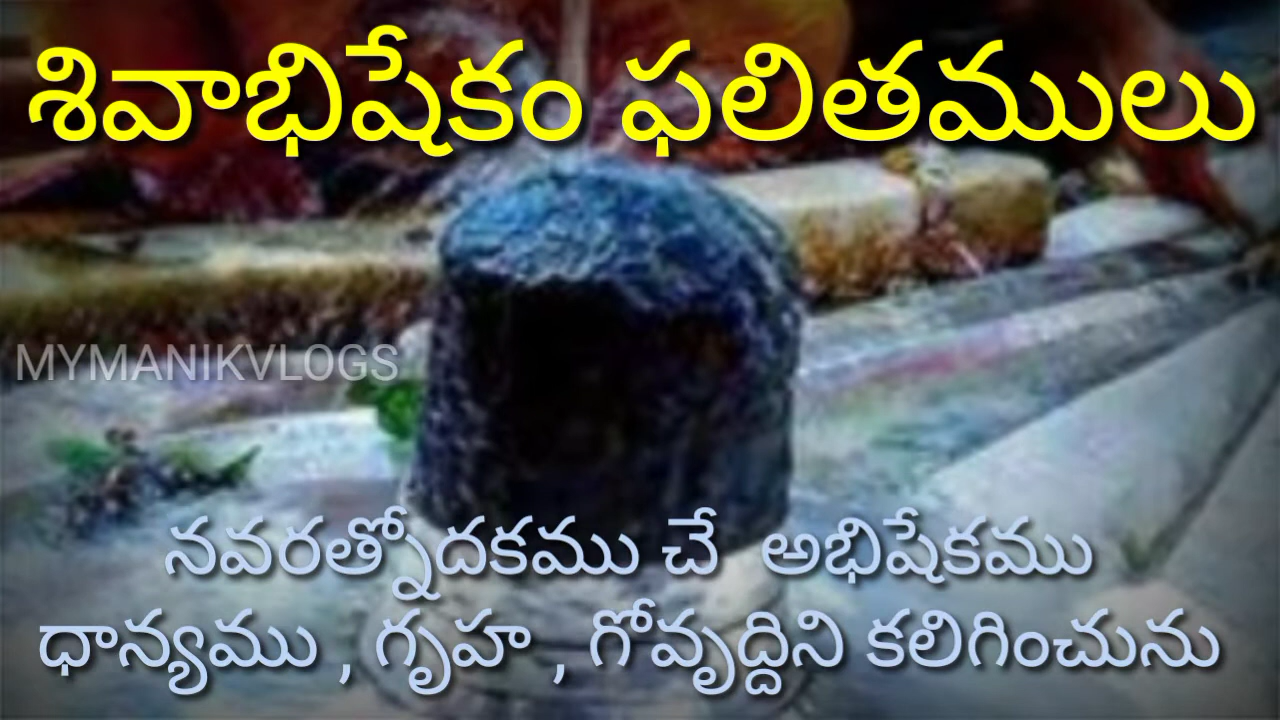 శివాభిషేకం ఫలితములు
MYMANIKVLOGS
నవరత్నోదకము చే అభిషేకము
ధాన్యము , గృహ , గోవృద్దిని కలిగించును